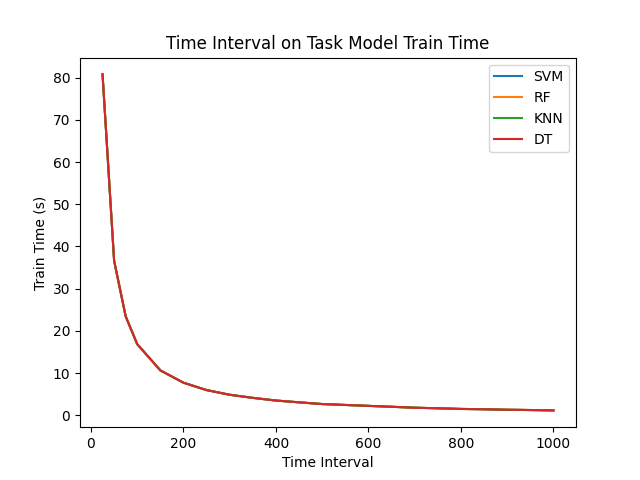 Time Interval on Task Model Train Time
SVM
RF
KNN
DT
80
70
60
50
40
30
20
10
0
Train Time (s)
0 200 400 600 800 1000
Time Interval